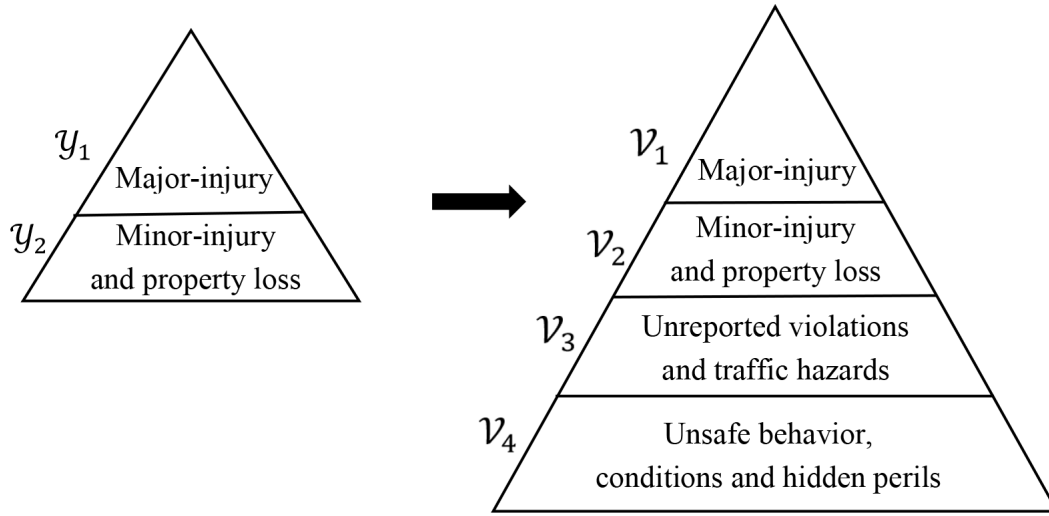 𝒴₁
Major-injury
𝒴₂
Minor-injury
and property loss
𝒱₁
Major-injury
𝒱₂
Minor-injury
and property loss
𝒱₃
Unreported violations
and traffic hazards
𝒱₄
Unsafe behavior,
conditions and hidden perils